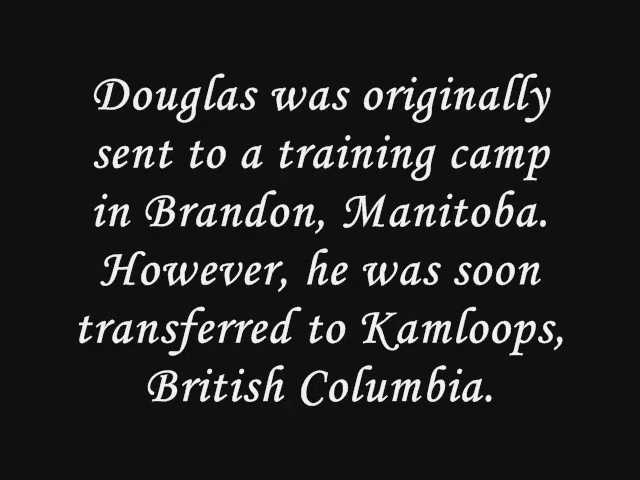 Douglas was originally
sent to a training camp
in Brandon, Manitoba.
However, he was soon
transferred to Kamloops,
British Columbia.